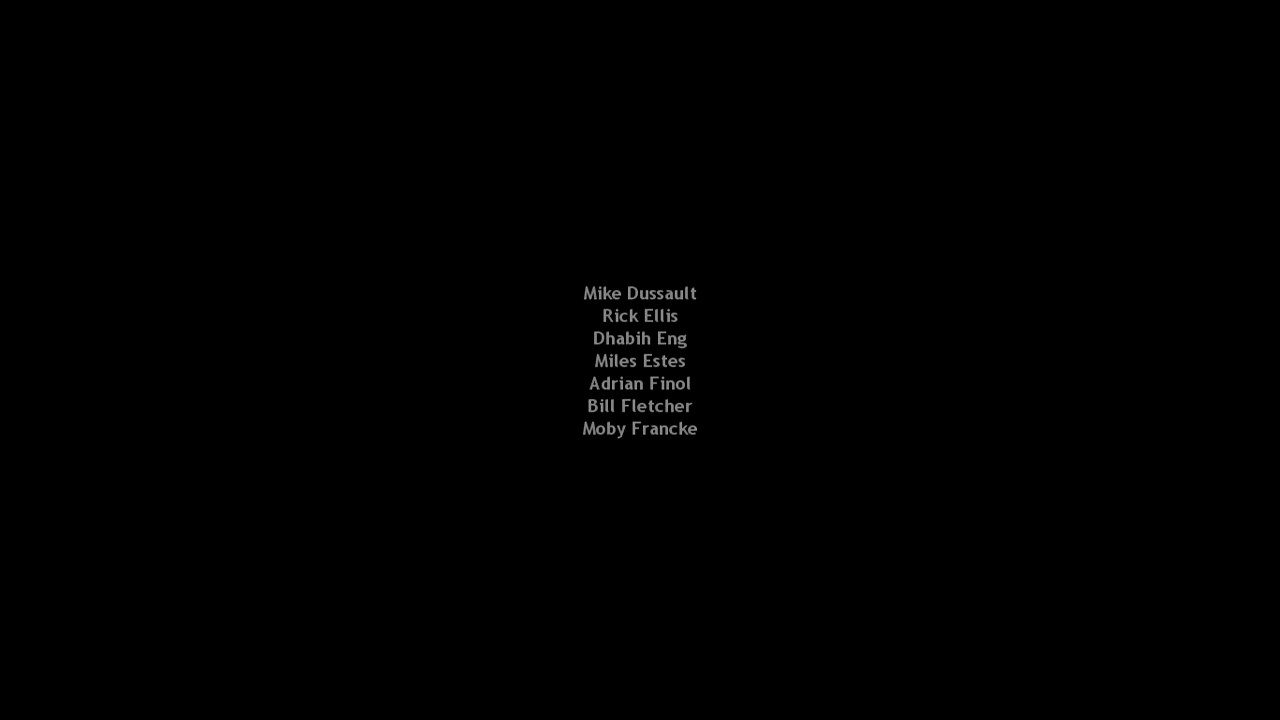 Mike Dussault
Rick Ellis
Dhabih Eng
Miles Estes
Adrian Finol
Bill Fletcher
Moby Francke